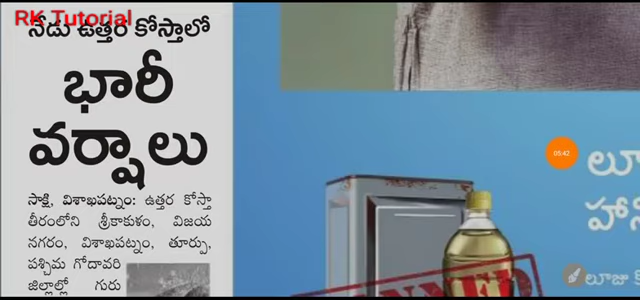 RK Tutorial
నేడు ఉత్తర కోస్తాలో
భారీ
వర్షాలు
సాక్షి, విశాఖపట్నం: ఉత్తర కోస్తా
తీరంలోని శ్రీకాకుళం, విజయ
నగరం, విశాఖపట్నం, తూర్పు,
పశ్చిమ గోదావరి
జిల్లాల్లో గురు
05:42
లూ
హాని
లూజు